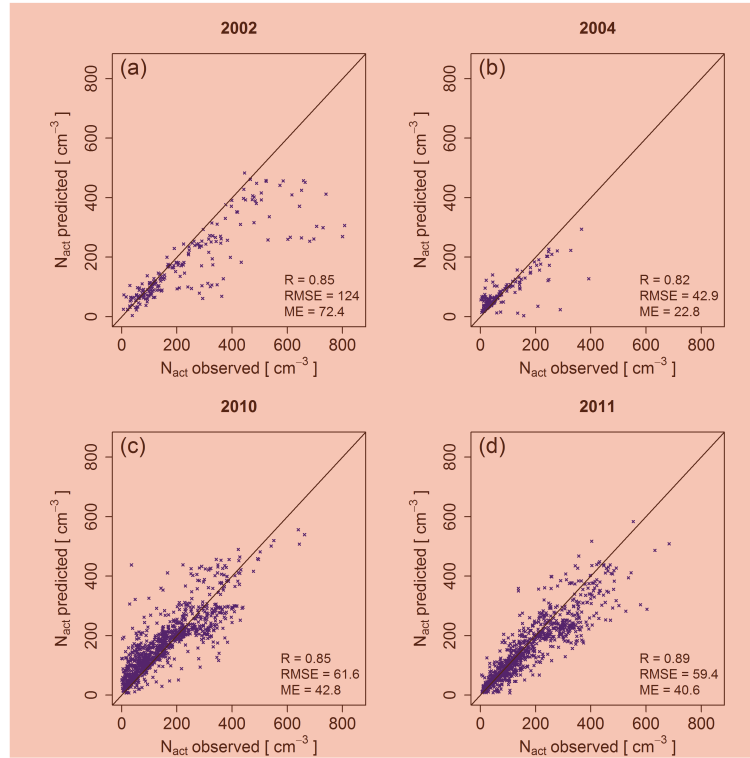 2002
(a)
800
600
400
200
0
N_act predicted [ cm⁻³ ]
R = 0.85
RMSE = 124
ME = 72.4
0 200 400 600 800
N_act observed [ cm⁻³ ]
2004
(b)
800
600
400
200
0
N_act predicted [ cm⁻³ ]
R = 0.82
RMSE = 42.9
ME = 22.8
0 200 400 600 800
N_act observed [ cm⁻³ ]
2010
(c)
800
600
400
200
0
N_act predicted [ cm⁻³ ]
R = 0.85
RMSE = 61.6
ME = 42.8
0 200 400 600 800
N_act observed [ cm⁻³ ]
2011
(d)
800
600
400
200
0
N_act predicted [ cm⁻³ ]
R = 0.89
RMSE = 59.4
ME = 40.6
0 200 400 600 800
N_act observed [ cm⁻³ ]